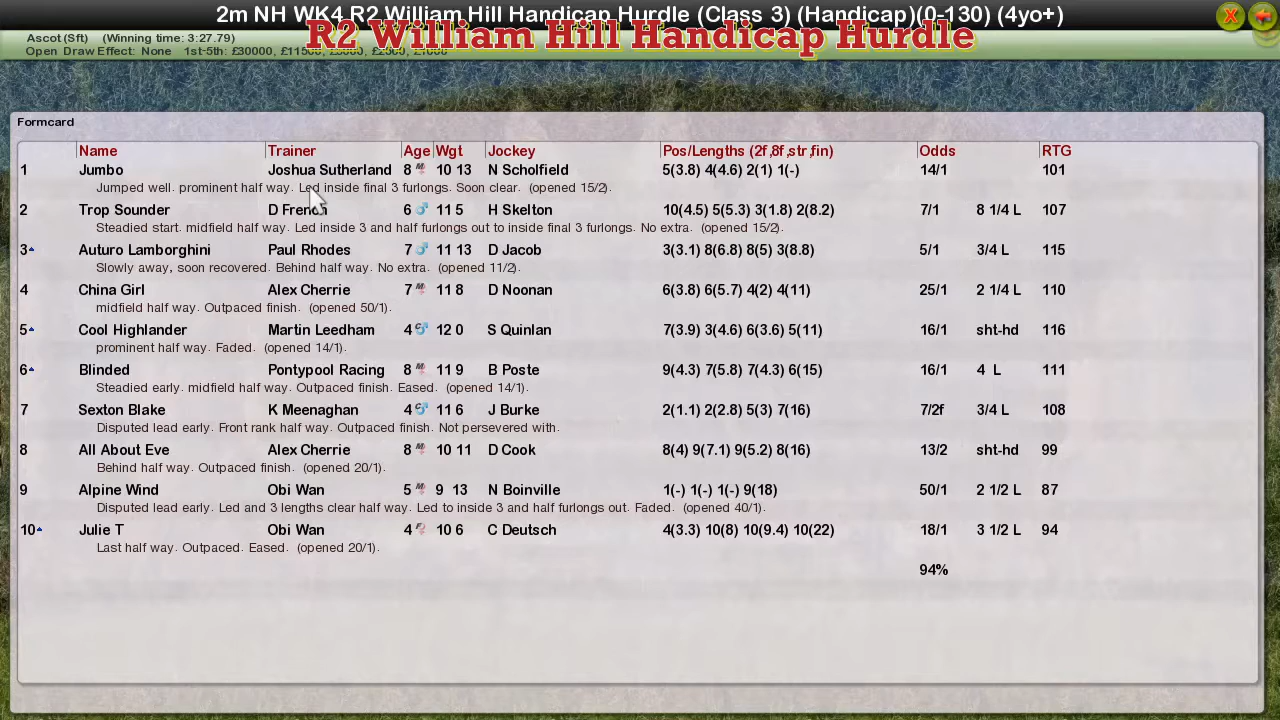 2m NH WK4 R2 William Hill Handicap Hurdle (Class 3) (Handicap)(0-130) (4yo+)
R2 William Hill Handicap Hurdle
Ascot(Sft) (Winning time: 3:27.79)
Open Draw Effect: None 1st-5th: £30000,
Formcard
Name Trainer Age Wgt Jockey Pos/Lengths (2f,8f,str,fin) Odds RTG
1 Jumbo Joshua Sutherland 8 10 13 N Scholfield 5(3.8) 4(4.6) 2(1) 1(-) 14/1 101
Jumped well. prominent half way. Led inside final 3 furlongs. Soon clear. (opened 15/2).
2 Trop Sounder D French 6 11 5 H Skelton 10(4.5) 5(5.3) 3(1.8) 2(8.2) 7/1 8 1/4 L 107
Steadied start. midfield half way. Led inside 3 and half furlongs out to inside final 3 furlongs. No extra. (opened 15/2).
3 Auturo Lamborghini Paul Rhodes 7 11 13 D Jacob 3(3.1) 8(6.8) 8(5) 3(8.8) 5/1 3/4 L 115
Slowly away, soon recovered. Behind half way. No extra. (opened 11/2).
4 China Girl Alex Cherrie 7 11 8 D Noonan 6(3.8) 6(5.7) 4(2) 4(11) 25/1 2 1/4 L 110
midfield half way. Outpaced finish. (opened 50/1).
5 Cool Highlander Martin Leedham 4 12 0 S Quinlan 7(3.9) 3(4.6) 6(3.6) 5(11) 16/1 sht-hd 116
prominent half way. Faded. (opened 14/1).
6 Blinded Pontypool Racing 8 11 9 B Poste 9(4.3) 7(5.8) 7(4.3) 6(15) 16/1 4 L 111
Steadied early. midfield half way. Outpaced finish. Eased. (opened 14/1).
7 Sexton Blake K Meenaghan 4 11 6 J Burke 2(1.1) 2(2.8) 5(3) 7(16) 7/2f 3/4 L 108
Disputed lead early. Front rank half way. Outpaced finish. Not persevered with.
8 All About Eve Alex Cherrie 8 10 11 D Cook 8(4) 9(7.1) 9(5.2) 8(16) 13/2 sht-hd 99
Behind half way. Outpaced finish. (opened 20/1).
9 Alpine Wind Obi Wan 5 9 13 N Boinville 1(-) 1(-) 1(-) 9(18) 50/1 2 1/2 L 87
Disputed lead early. Led and 3 lengths clear half way. Led to inside 3 and half furlongs out. Faded. (opened 40/1).
10 Julie T Obi Wan 4 10 6 C Deutsch 4(3.3) 10(8) 10(9.4) 10(22) 18/1 3 1/2 L 94
Last half way. Outpaced. Eased. (opened 20/1).
94%